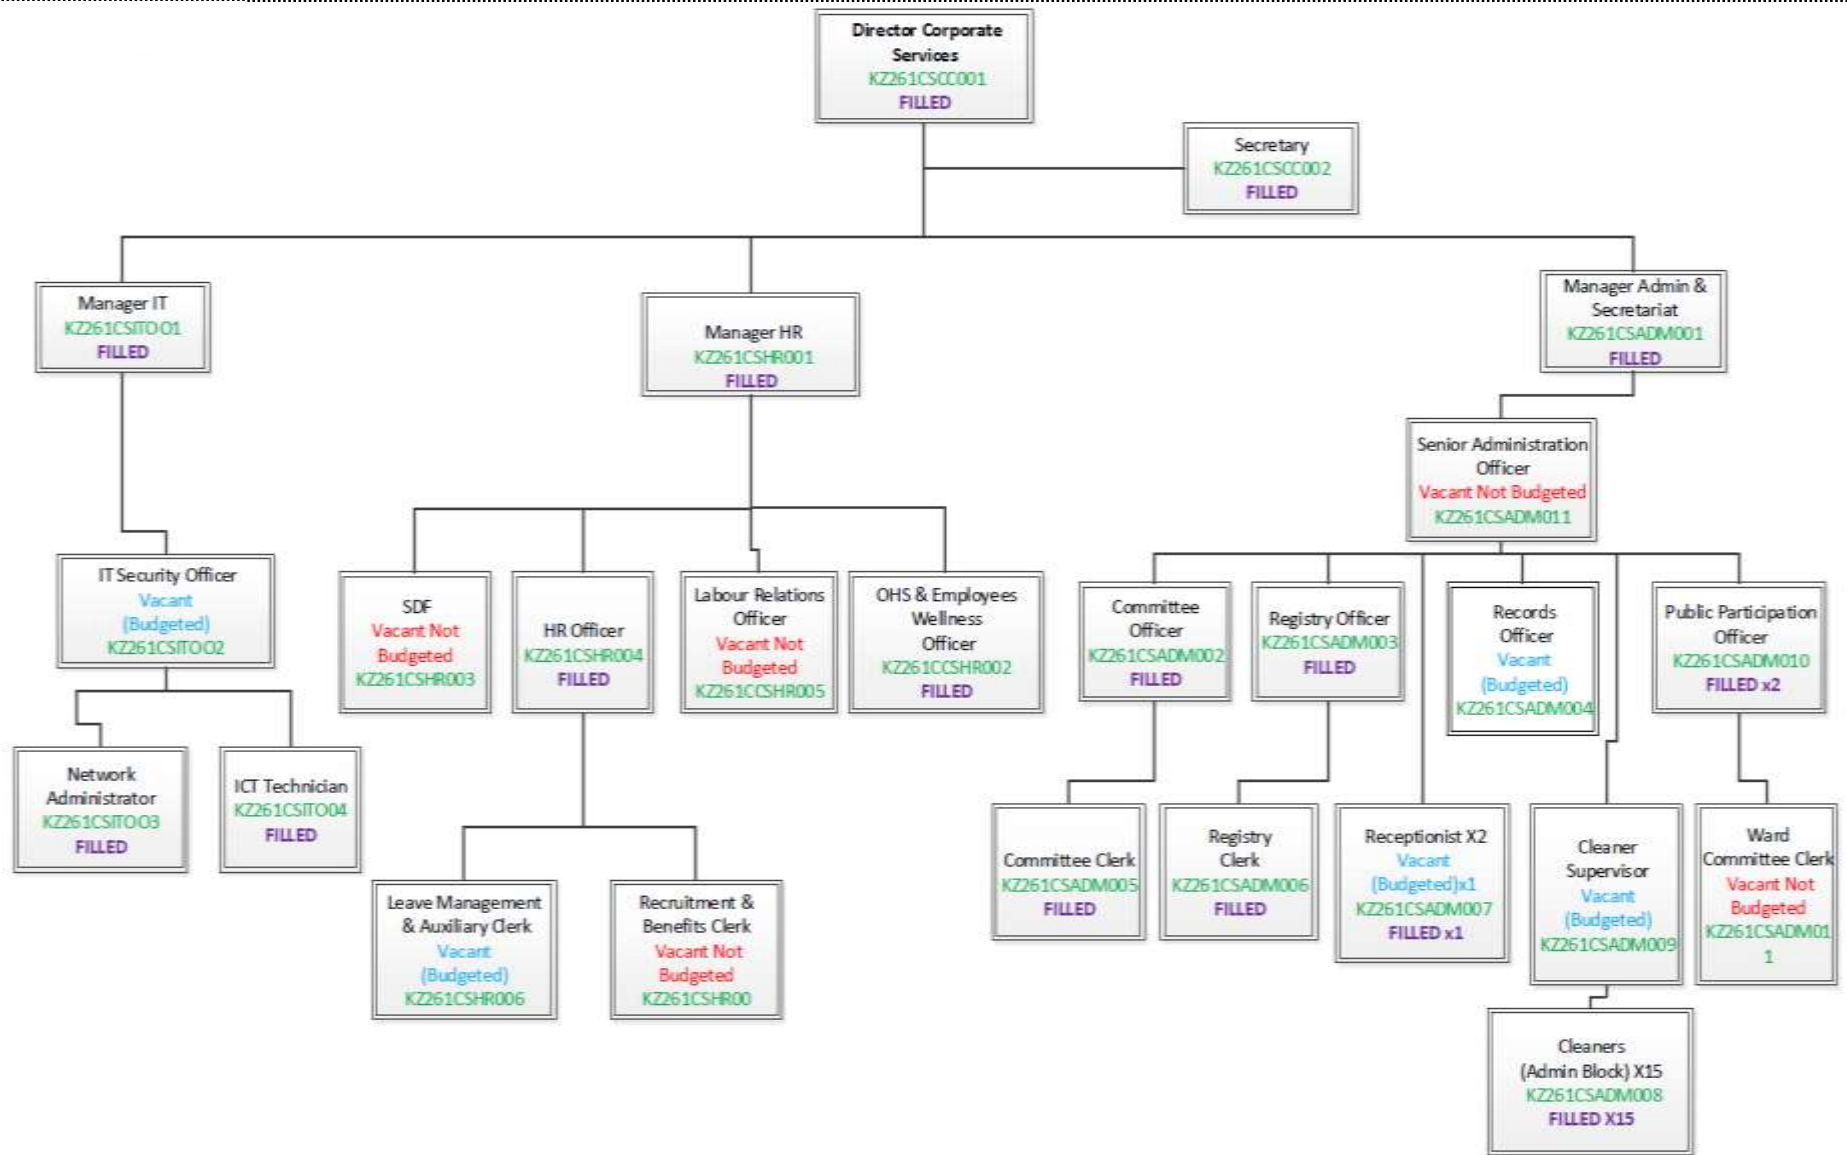 Director Corporate
Services
KZ261CSCC001
FILLED
Secretary
KZ261CSCC002
FILLED
Manager IT
KZ261CSITOO1
FILLED
Manager HR
KZ261CSHR001
FILLED
Manager Admin &
Secretariat
KZ261CSADM001
FILLED
Senior Administration
Officer
Vacant Not Budgeted
KZ261CSADM011
IT Security Officer
Vacant
(Budgeted)
KZ261CSITOO2
SDF
Vacant Not
Budgeted
KZ261CSHR003
HR Officer
KZ261CSHR004
FILLED
Labour Relations
Officer
Vacant Not
Budgeted
KZ261CCSHR005
OHS & Employees
Wellness
Officer
KZ261CCSHR002
FILLED
Committee
Officer
KZ261CSADM002
FILLED
Registry Officer
KZ261CSADM003
FILLED
Records
Officer
Vacant
(Budgeted)
KZ261CSADM004
Public Participation
Officer
KZ261CSADM010
FILLED x2
Network
Administrator
KZ261CSITOO3
FILLED
ICT Technician
KZ261CSITO04
FILLED
Leave Management
& Auxiliary Clerk
Vacant
(Budgeted)
KZ261CSHR006
Recruitment &
Benefits Clerk
Vacant Not
Budgeted
KZ261CSHR00
Committee Clerk
KZ261CSADM005
FILLED
Registry
Clerk
KZ261CSADM006
FILLED
Receptionist X2
Vacant
(Budgeted)x1
KZ261CSADM007
FILLED x1
Cleaner
Supervisor
Vacant
(Budgeted)
KZ261CSADM009
Ward
Committee Clerk
Vacant Not
Budgeted
KZ261CSADM01
1
Cleaners
(Admin Block) X15
KZ261CSADM008
FILLED X15